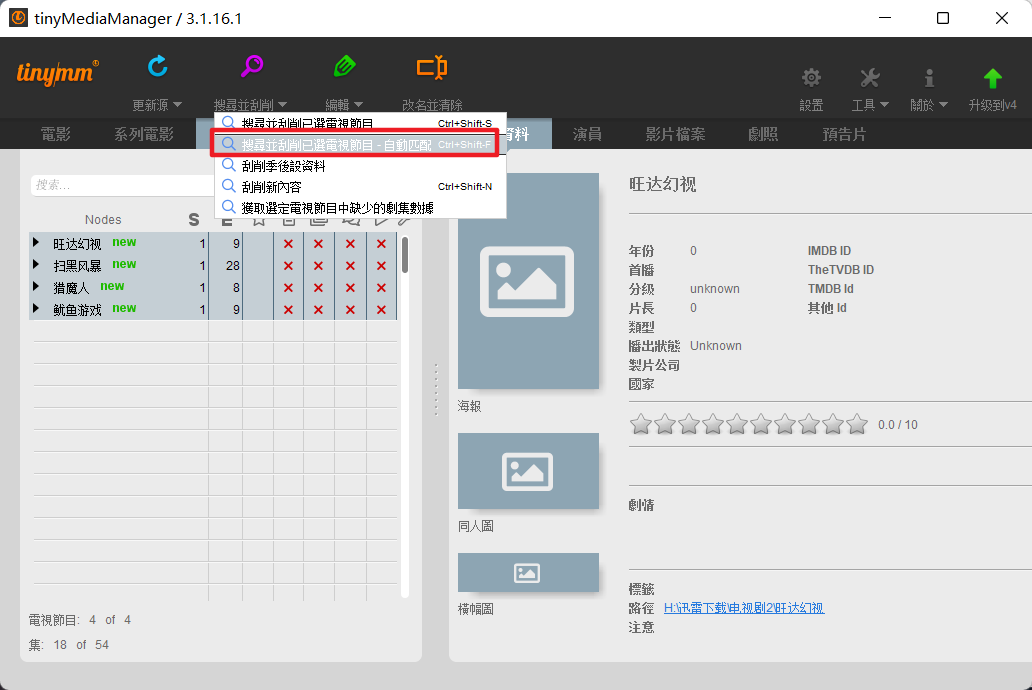 tinyMediaManager / 3.1.16.1
tinymm®
更新源
搜尋並刮削
編輯
改名並清除
設置
工具
關於
升级到v4
電影
系列電影
資料
演員
影片檔案
劇照
預告片
搜尋並刮削已選電視節目 Ctrl+Shift-S
搜尋並刮削已選電視節目 - 自動匹配 Ctrl+Shift-F
刮削季後設資料
刮削新內容 Ctrl+Shift-N
獲取選定電視節目中缺少的劇集數據
搜索...
Nodes S E
旺达幻视 new 1 9
扫黑风暴 new 1 28
猎魔人 new 1 8
鱿鱼游戏 new 1 9
電視節目: 4 of 4
集: 18 of 54
海報
同人圖
橫幅圖
旺达幻视
年份 0 IMDB ID
首播 TheTVDB ID
分級 unknown TMDB Id
片長 0 其他 Id
類型
播出狀態 Unknown
製片公司
國家
0.0 / 10
劇情
標籤
路徑 H:\迅雷下载\电视剧2\旺达幻视
注意